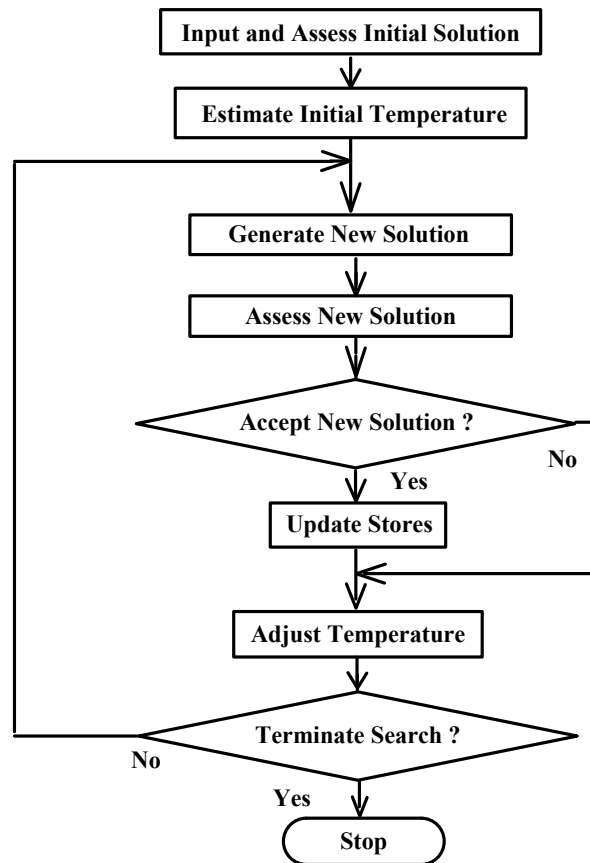 Input and Assess Initial Solution
Estimate Initial Temperature
Generate New Solution
Assess New Solution
Accept New Solution ?
No
Yes
Update Stores
Adjust Temperature
Terminate Search ?
No
Yes
Stop